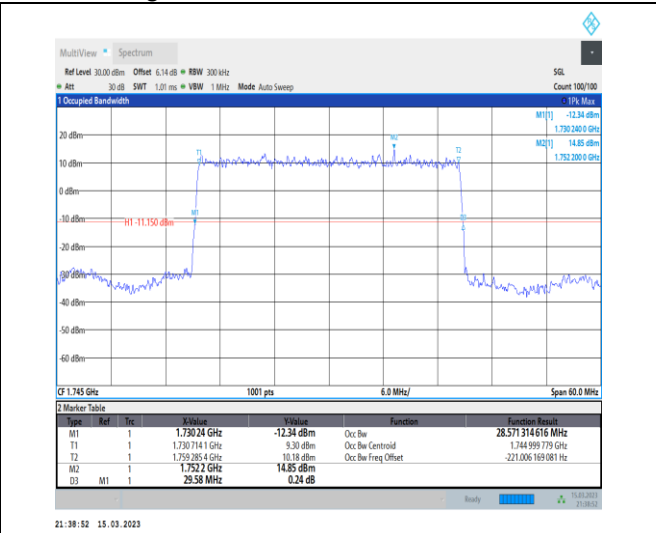 MultiView Spectrum
Ref Level 30.00 dBm Offset 6.14 dB RBW 300 kHz SGL
Att 30 dB SWT 1.01 ms VBW 1 MHz Mode Auto Sweep Count 100/100
1 Occupied Bandwidth 1Pk Max
M1[1] -12.34 dBm
1.730 240 0 GHz
M2[1] 14.85 dBm
1.752 200 0 GHz
20 dBm
M2
T1
T2
10 dBm
0 dBm
M1
-10 dBm
H1 -11.150 dBm
-20 dBm
-30 dBm
-40 dBm
-50 dBm
-60 dBm
CF 1.745 GHz 1001 pts 6.0 MHz/ Span 60.0 MHz
2 Marker Table
Type Ref Trc X-Value Y-Value Function Function Result
M1 1 1.73024 GHz -12.34 dBm Occ Bw 28.571 314 616 MHz
T1 1 1.730 714 1 GHz 9.30 dBm Occ Bw Centroid 1.744 999 779 GHz
T2 1 1.759 285 4 GHz 10.18 dBm Occ Bw Freq Offset -221.006 169 081 Hz
M2 1 1.752 2 GHz 14.85 dBm
D3 M1 1 29.58 MHz 0.24 dB
Ready 15.03.2023
21:38:52
21:38:52 15.03.2023